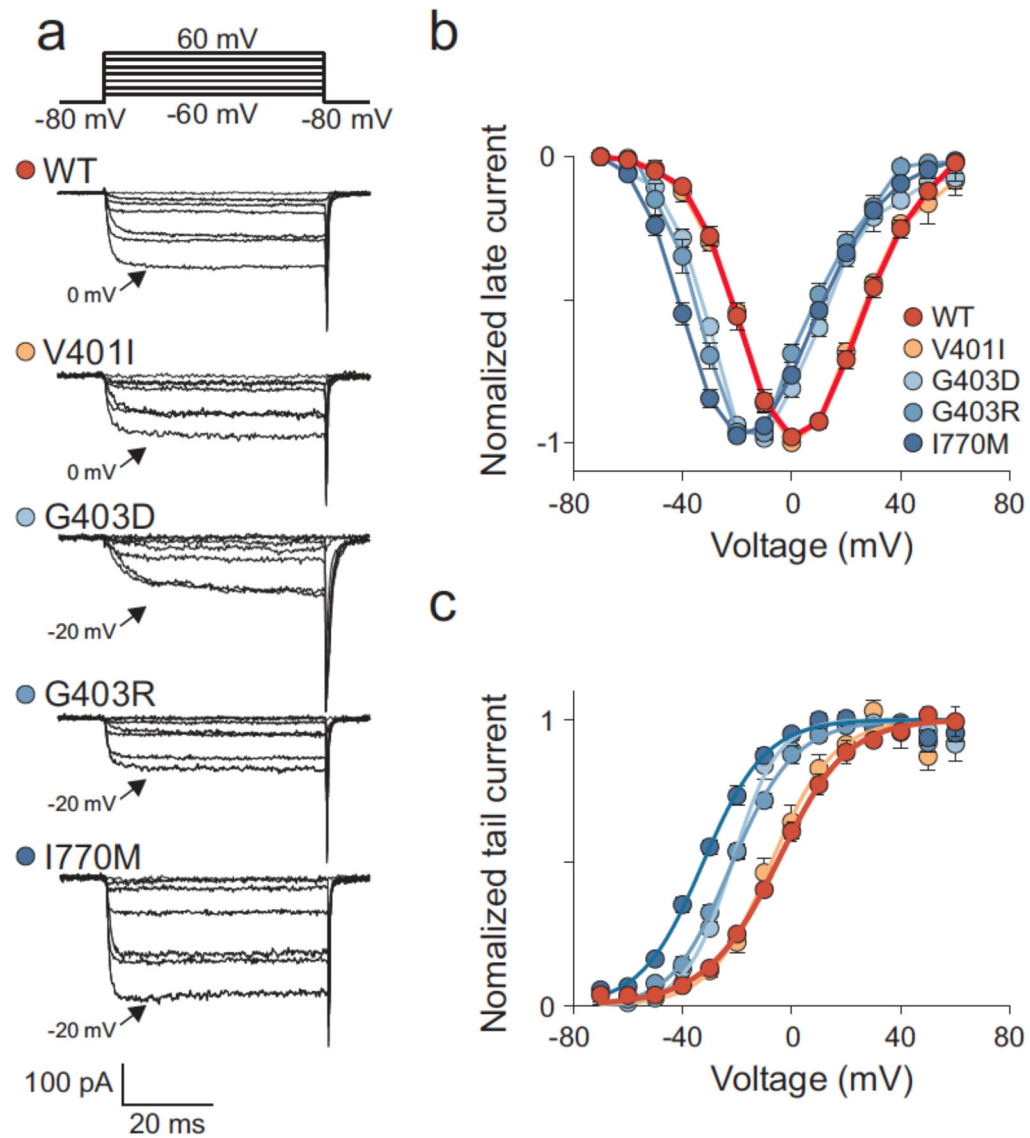 a
60 mV
-80 mV
-60 mV
-80 mV
WT
0 mV
V401I
0 mV
G403D
-20 mV
G403R
-20 mV
I770M
-20 mV
100 pA
20 ms
b
Nomalized late current
0
-1
-80
-40
0
40
80
Voltage (mV)
WT
V401I
G403D
G403R
I770M
c
Nomalized tail current
1
0
-80
-40
0
40
80
Voltage (mV)